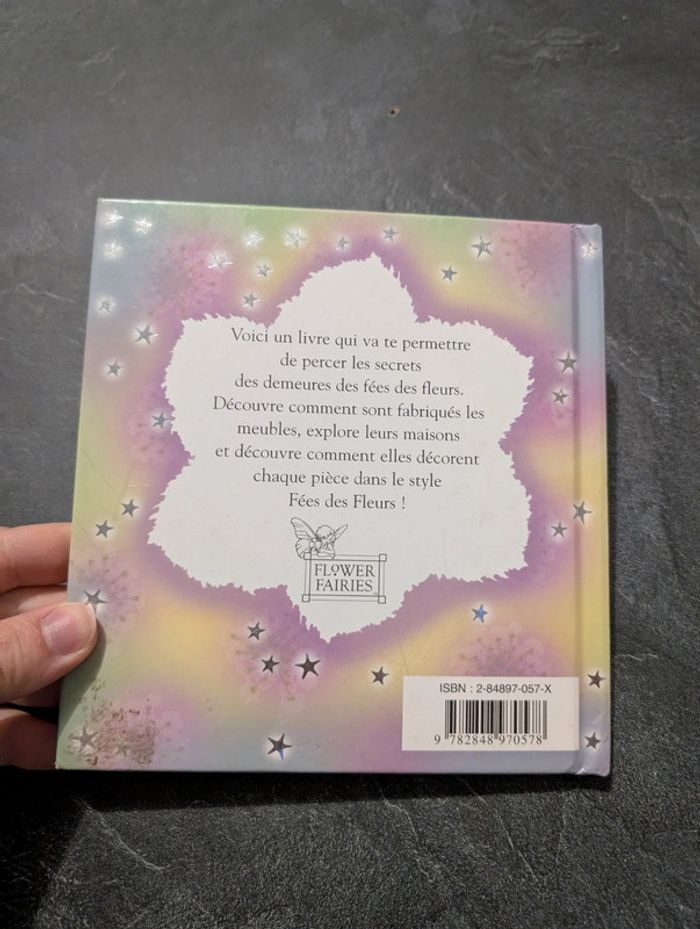 Voici un livre qui va te permettre
de percer les secrets
des demeures des fées des fleurs.
Découvre comment sont fabriqués les
meubles, explore leurs maisons
et découvre comment elles décorent
chaque pièce dans le style
Fées des Fleurs !
FLOWER
FAIRIES
ISBN : 2-84897-057-X
9 782848 970578